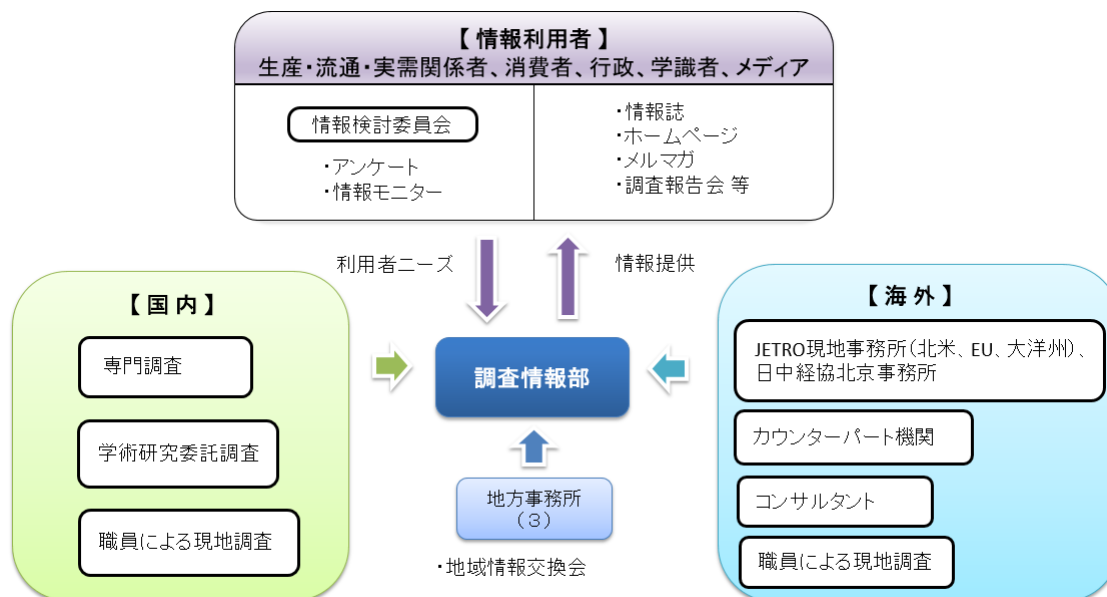 【 情報利用者 】
生産・流通・実需関係者、消費者、行政、学識者、メディア
情報検討委員会
・アンケート
・情報モニター
・情報誌
・ホームページ
・メルマガ
・調査報告会 等
利用者ニーズ
情報提供
【 国 内 】
専門調査
学術研究委託調査
職員による現地調査
調査情報部
地方事務所
（３）
・地域情報交換会
【 海 外 】
JETRO現地事務所（北米、EU、大洋州）、
日中経協北京事務所
カウンターパート機関
コンサルタント
職員による現地調査